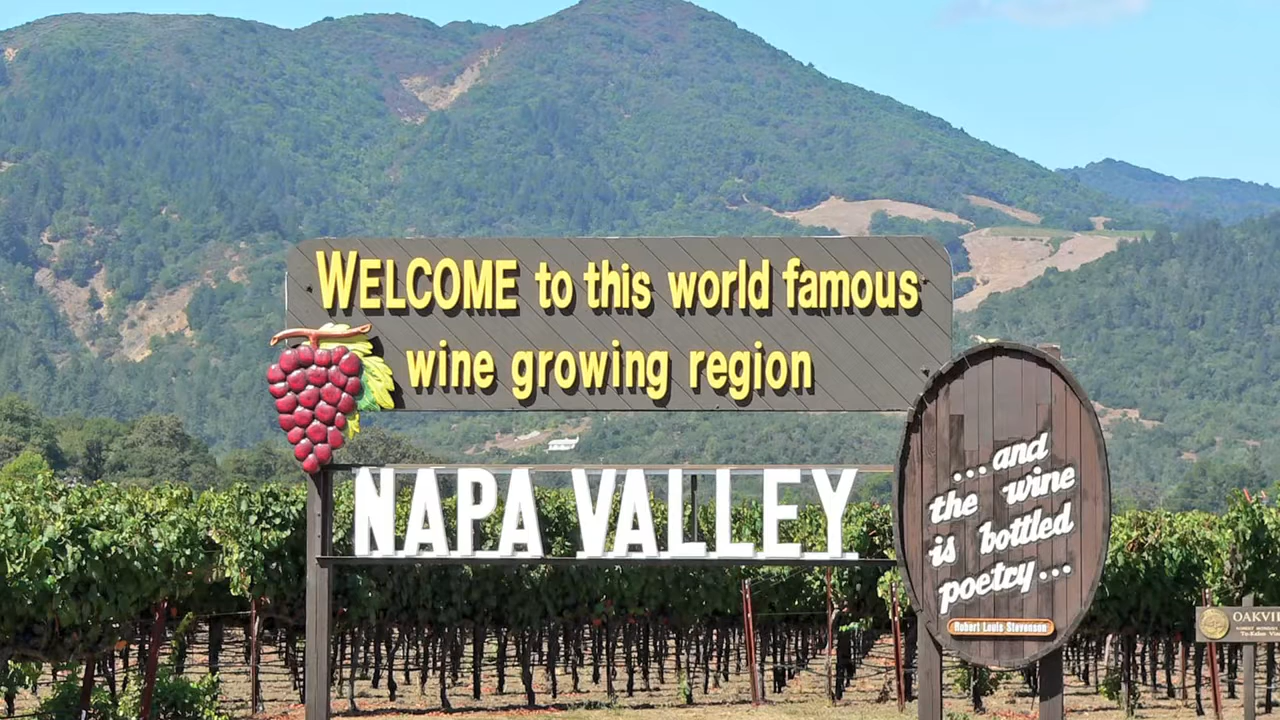 WELCOME to this world famous
wine growing region
NAPA VALLEY
...and
the wine
is bottled
poetry...
Robert Louis Stevenson